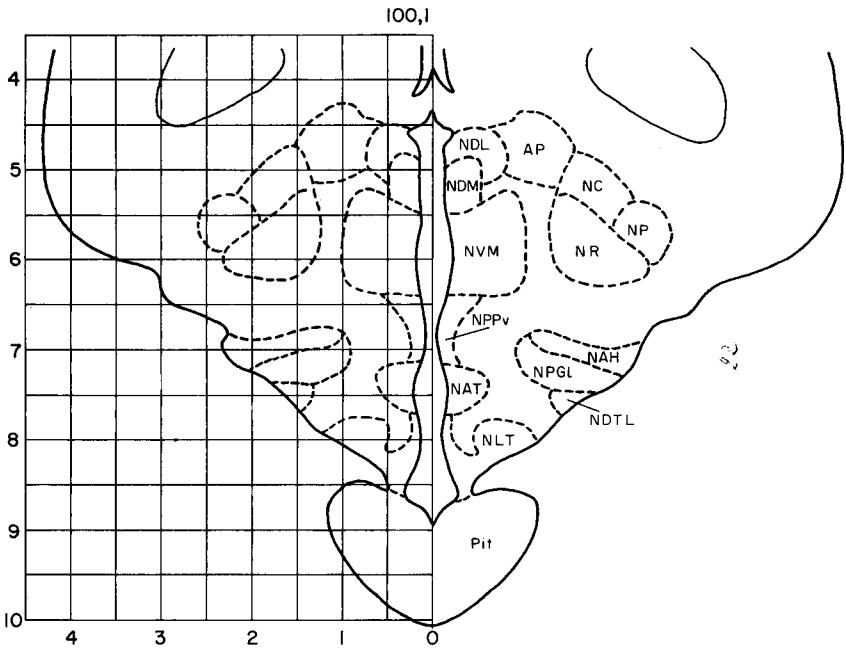 100,1
4
5
6
7
8
9
10
4 3 2 1 0
NDL
AP
NDM
NC
NP
NVM
NR
NPPv
NAH
NPGl
NAT
NDTL
NLT
Pit